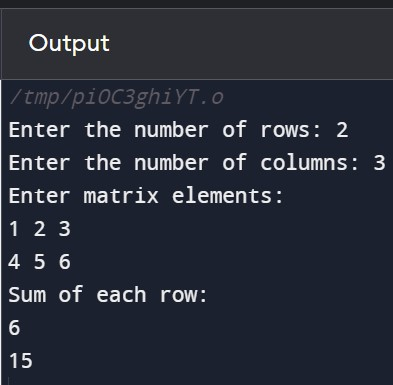 Output
/tmp/piOC3ghiYT.o
Enter the number of rows: 2
Enter the number of columns: 3
Enter matrix elements:
1 2 3
4 5 6
Sum of each row:
6
15